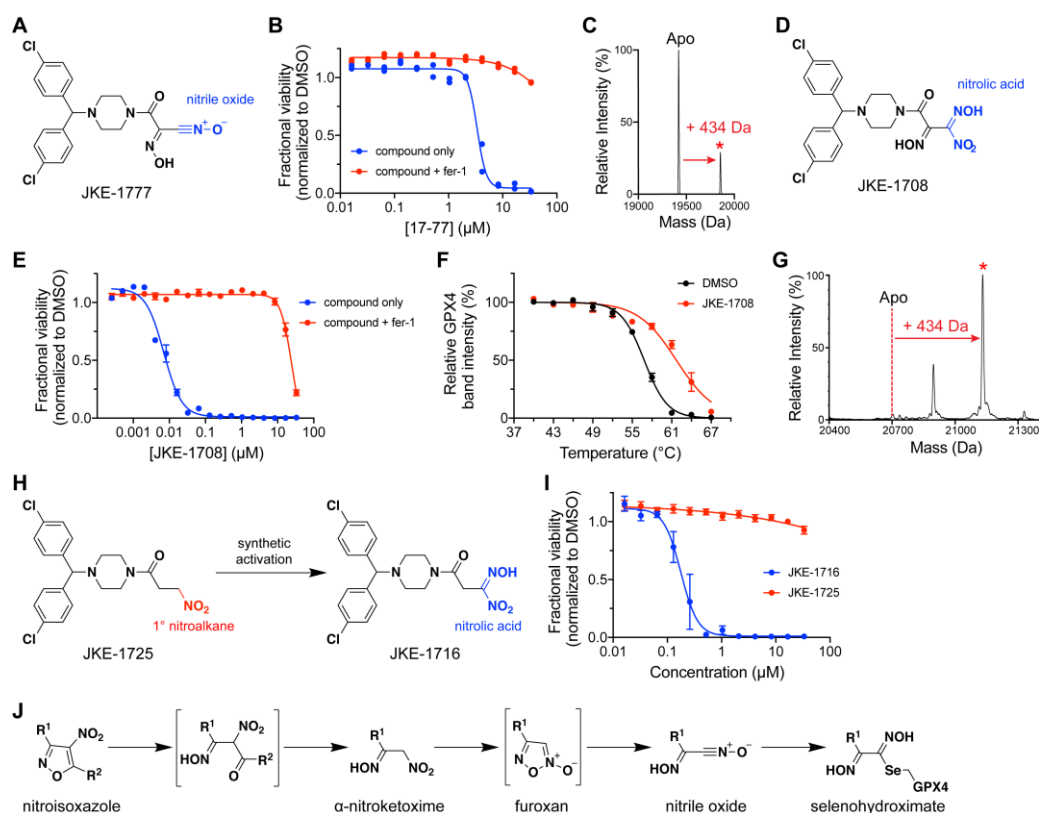 A
Cl
N
N
O
nitrile oxide
N⁺–O⁻
N
OH
Cl
JKE-1777
B
Fractional viability
(normalized to DMSO)
1.5
1.0
0.5
0.0
compound only
compound + fer-1
0.01
0.1
1
10
100
[17-77] (µM)
C
Relative Intensity (%)
100
50
0
Apo
+ 434 Da
*
19000
19500
20000
Mass (Da)
D
Cl
nitrolic acid
N
N
O
NOH
HON
NO₂
Cl
JKE-1708
E
Fractional viability
(normalized to DMSO)
1.0
0.5
0.0
compound only
compound + fer-1
0.001
0.01
0.1
1
10
100
[JKE-1708] (µM)
F
Relative GPX4
band intensity (%)
100
50
0
DMSO
JKE-1708
37
43
49
55
61
67
Temperature (°C)
G
Relative Intensity (%)
100
50
0
Apo
+ 434 Da
*
20400
20700
21000
21300
Mass (Da)
H
Cl
N
N
O
NO₂
1° nitroalkane
Cl
JKE-1725
synthetic
activation
Cl
N
N
O
NOH
NO₂
nitrolic acid
Cl
JKE-1716
I
Fractional viability
(normalized to DMSO)
1.0
0.5
0.0
JKE-1716
JKE-1725
0.01
0.1
1
10
100
Concentration (µM)
J
R¹
NO₂
N
O
R²
nitroisoxazole
R¹
NO₂
HON
O
R²
R¹
HON
NO₂
α-nitroketoxime
R¹
N
O
N⁺
O⁻
furoxan
R¹
HON
N⁺–O⁻
nitrile oxide
R¹
NOH
HON
Se
GPX4
selenohydroximate